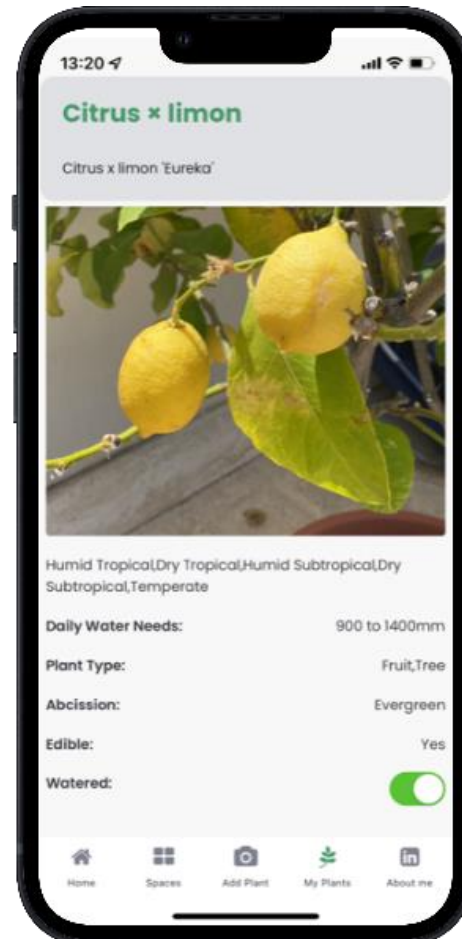 13:20
Citrus × limon
Citrus x limon 'Eureka'
Humid Tropical,Dry Tropical,Humid Subtropical,Dry
Subtropical,Temperate
Daily Water Needs: 900 to 1400mm
Plant Type: Fruit,Tree
Abcission: Evergreen
Edible: Yes
Watered:
Home Spaces Add Plant My Plants About me